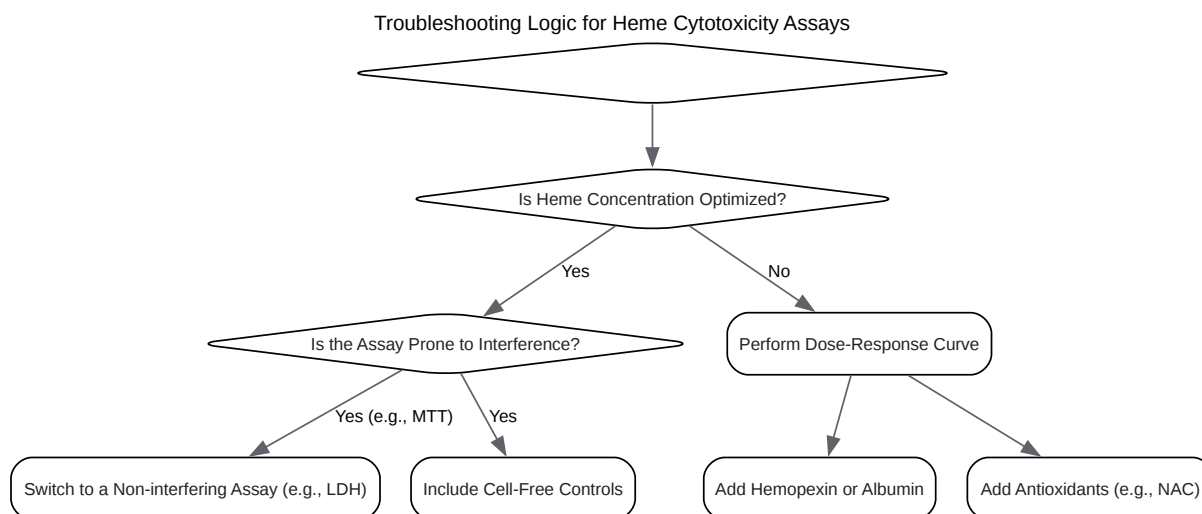 Troubleshooting Logic for Heme Cytotoxicity Assays
Is Heme Concentration Optimized?
Yes
No
Is the Assay Prone to Interference?
Perform Dose-Response Curve
Yes (e.g., MTT)
Yes
Switch to a Non-interfering Assay (e.g., LDH)
Include Cell-Free Controls
Add Hemopexin or Albumin
Add Antioxidants (e.g., NAC)